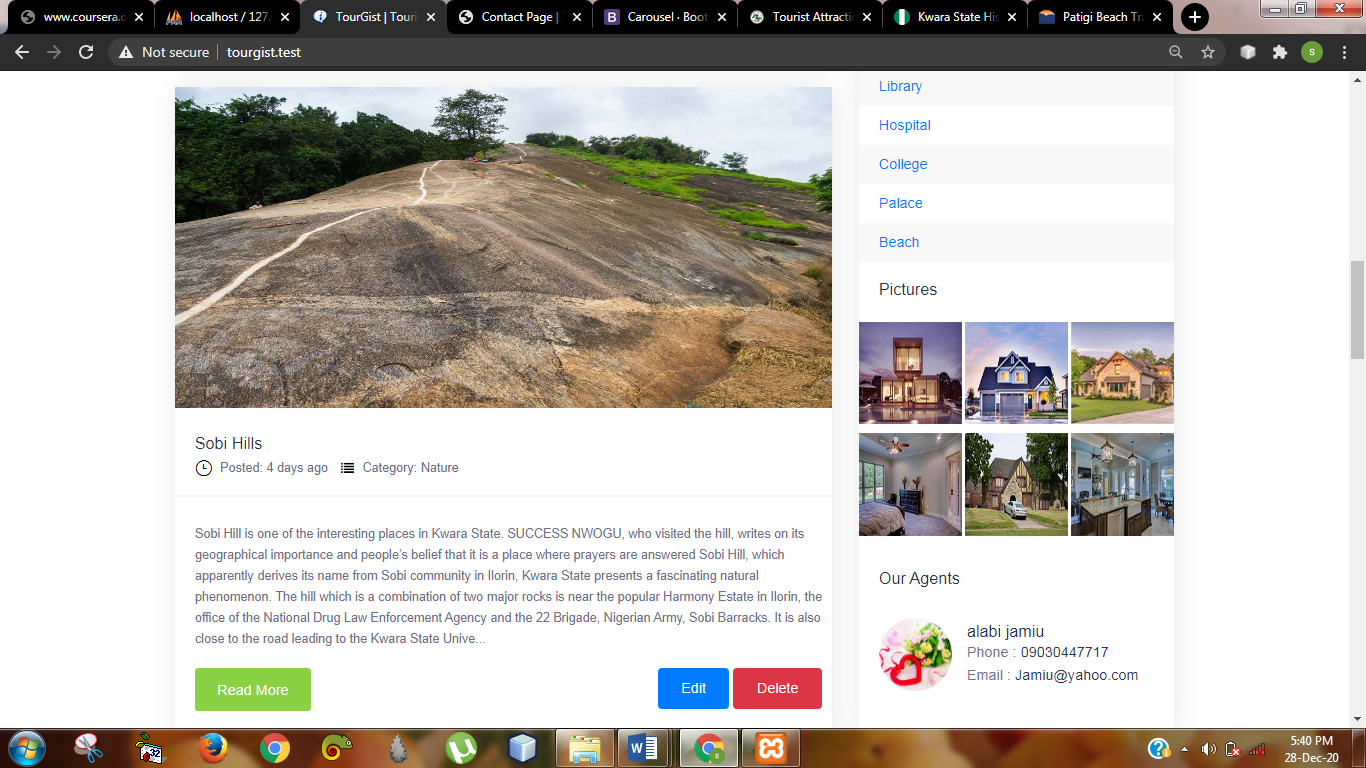 www.coursera.o
localhost / 127.
TourGist | Touri
Contact Page |
Carousel · Boot
Tourist Attracti
Kwara State His
Patigi Beach Tra
Not secure
tourgist.test
s
Library
Hospital
College
Palace
Beach
Pictures
Sobi Hills
Posted: 4 days ago
Category: Nature
Sobi Hill is one of the interesting places in Kwara State. SUCCESS NWOGU, who visited the hill, writes on its
geographical importance and people's belief that it is a place where prayers are answered Sobi Hill, which
apparently derives its name from Sobi community in Ilorin, Kwara State presents a fascinating natural
phenomenon. The hill which is a combination of two major rocks is near the popular Harmony Estate in Ilorin, the
office of the National Drug Law Enforcement Agency and the 22 Brigade, Nigerian Army, Sobi Barracks. It is also
close to the road leading to the Kwara State Unive...
Read More
Edit
Delete
Our Agents
alabi jamiu
Phone : 09030447717
Email : Jamiu@yahoo.com
32
5:40 PM
28-Dec-20